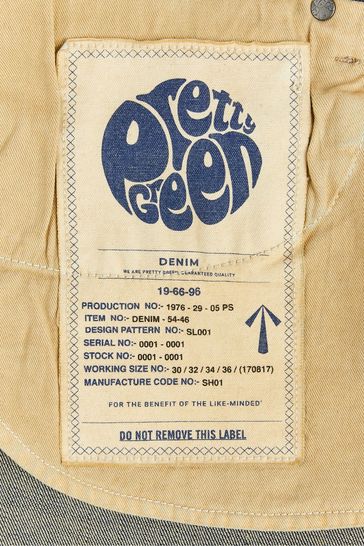 Pretty
Green
DENIM
WE ARE PRETTY GREEN, GUARANTEED QUALITY
19-66-96
PRODUCTION NO:- 1976 - 29 - 05 PS
ITEM NO:- DENIM - 54-46
DESIGN PATTERN NO:- SL001
SERIAL NO:- 0001 - 0001
STOCK NO:- 0001 - 0001
WORKING SIZE NO:- 30 / 32 / 34 / 36 / (170817)
MANUFACTURE CODE NO:- SH01
FOR THE BENEFIT OF THE LIKE-MINDED'
DO NOT REMOVE THIS LABEL